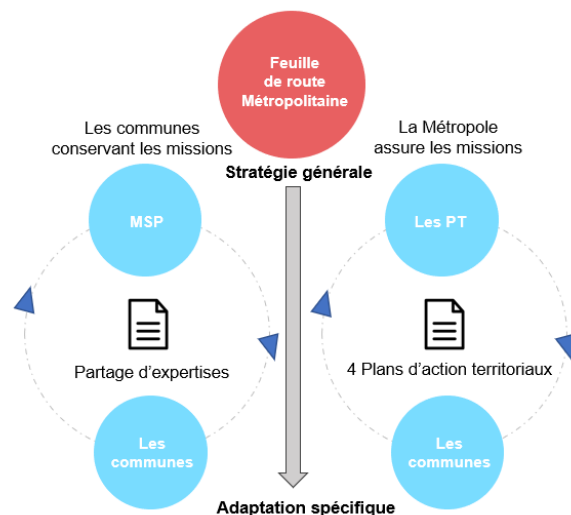 Feuille
de route
Métropolitaine
Les communes
conservant les missions
La Métropole
assure les missions
Stratégie générale
MSP
Les PT
Partage d'expertises
4 Plans d'action territoriaux
Les
communes
Les
communes
Adaptation spécifique